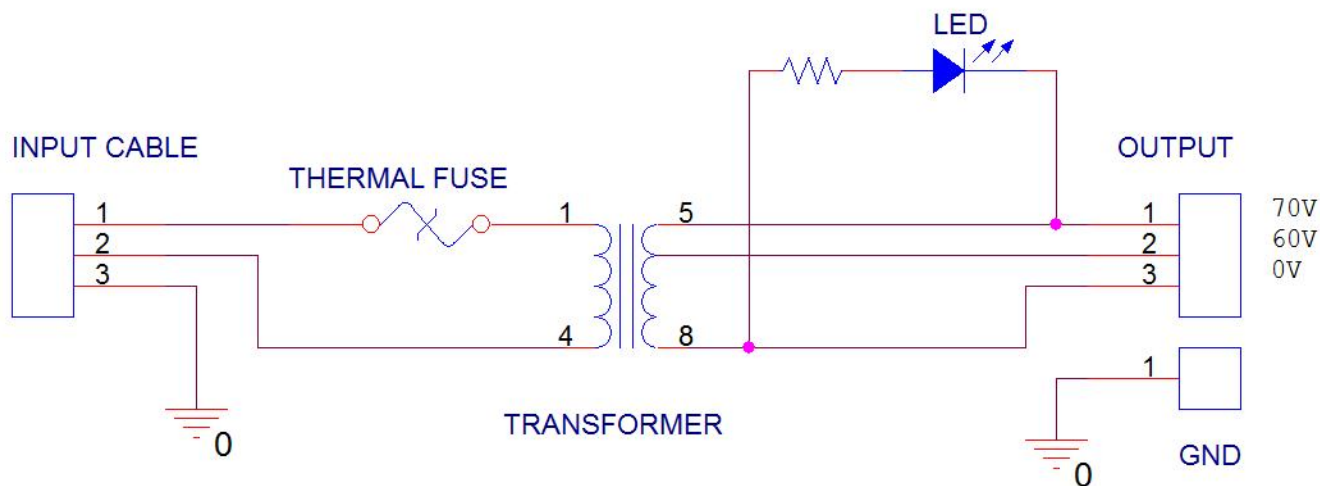 LED
INPUT CABLE
OUTPUT
THERMAL FUSE
1 1 5 1 70V
2 2 60V
3 3 0V
4 8
1
0
TRANSFORMER
0
GND